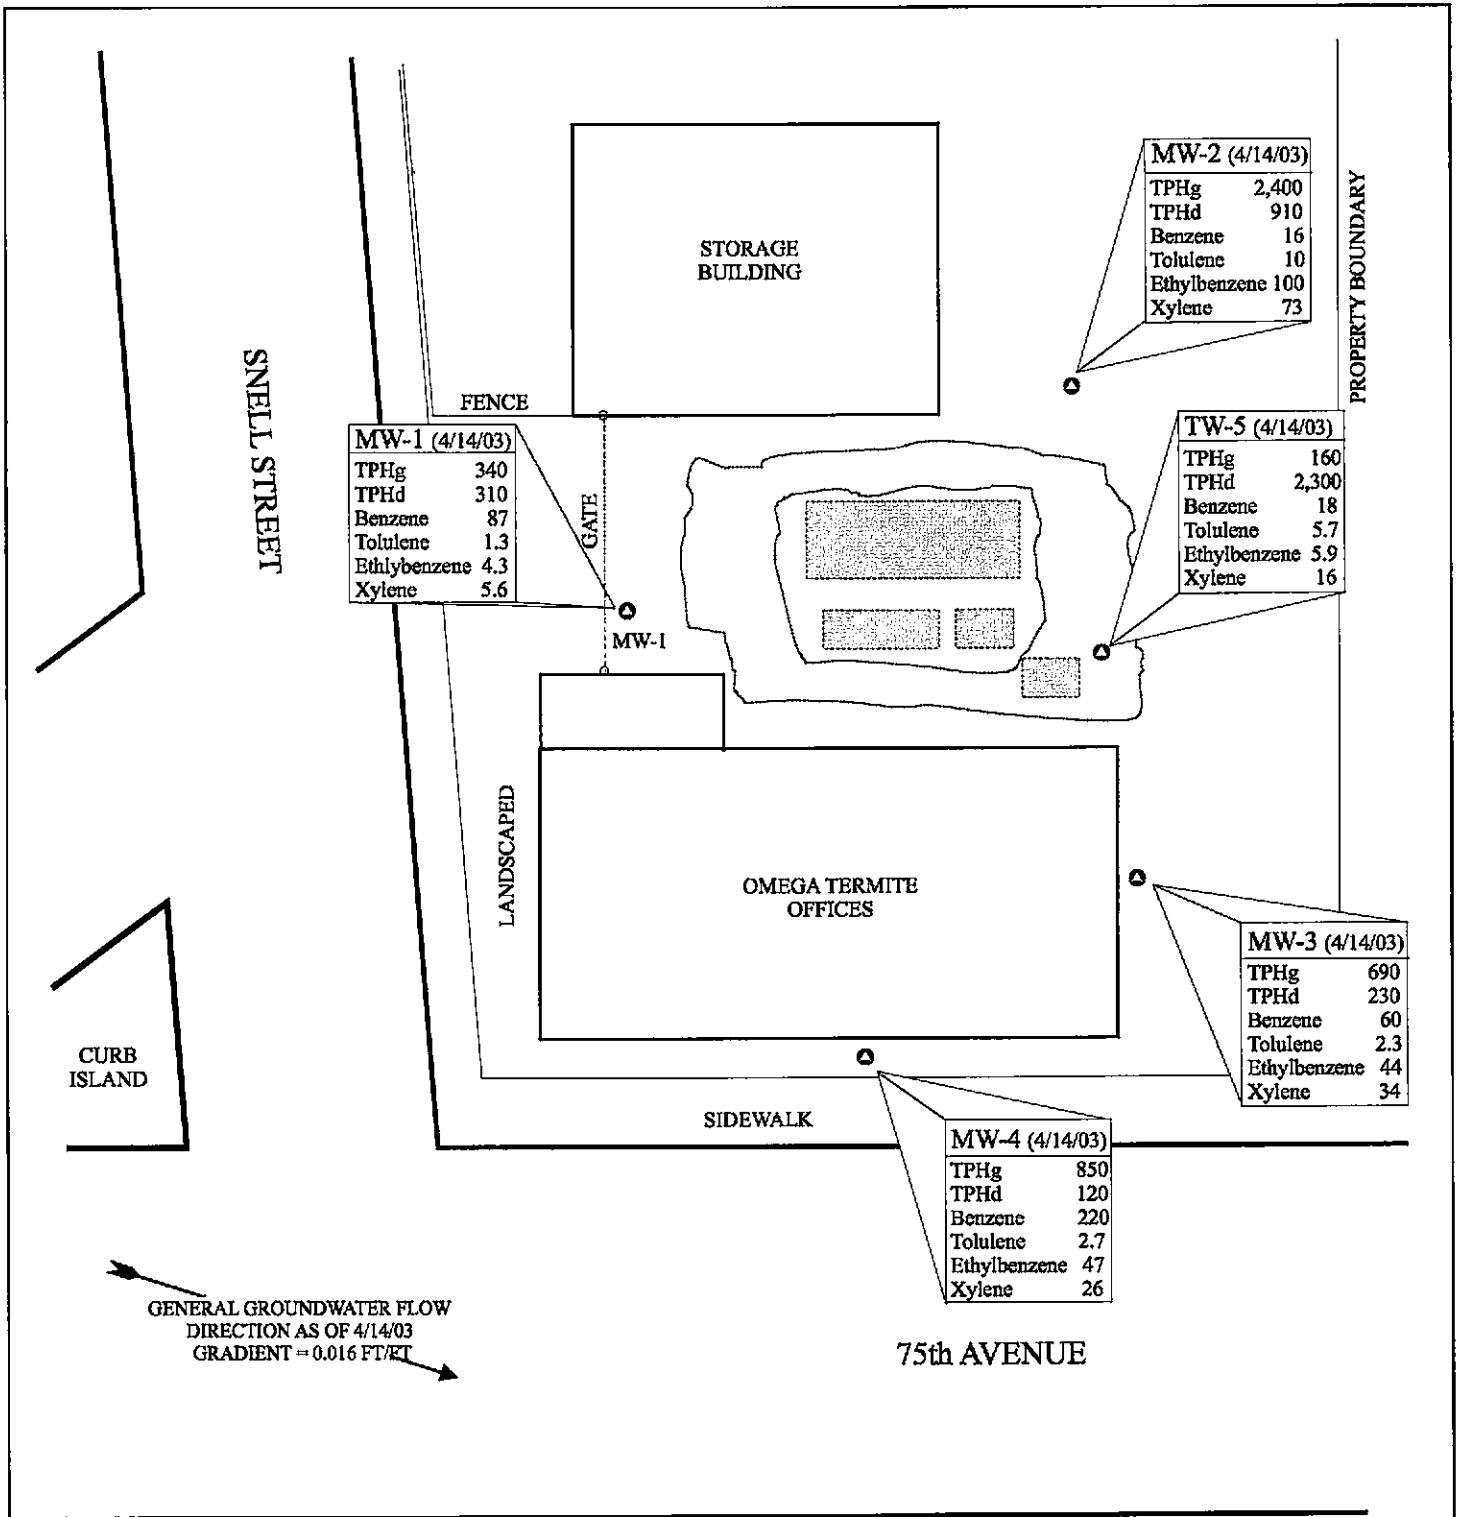 MW-2 (4/14/03)
TPHg 2,400
TPHd 910
Benzene 16
Tolulene 10
Ethylbenzene 100
Xylene 73
PROPERTY BOUNDARY
STORAGE
BUILDING
SNELL STREET
FENCE
MW-1 (4/14/03)
TPHg 340
TPHd 310
Benzene 87
Tolulene 1.3
Ethlybenzene 4.3
Xylene 5.6
GATE
MW-1
TW-5 (4/14/03)
TPHg 160
TPHd 2,300
Benzene 18
Tolulene 5.7
Ethylbenzene 5.9
Xylene 16
LANDSCAPED
OMEGA TERMITE
OFFICES
MW-3 (4/14/03)
TPHg 690
TPHd 230
Benzene 60
Tolulene 2.3
Ethylbenzene 44
Xylene 34
CURB
ISLAND
SIDEWALK
MW-4 (4/14/03)
TPHg 850
TPHd 120
Benzene 220
Tolulene 2.7
Ethylbenzene 47
Xylene 26
GENERAL GROUNDWATER FLOW
DIRECTION AS OF 4/14/03
GRADIENT = 0.016 FT/FT
75th AVENUE